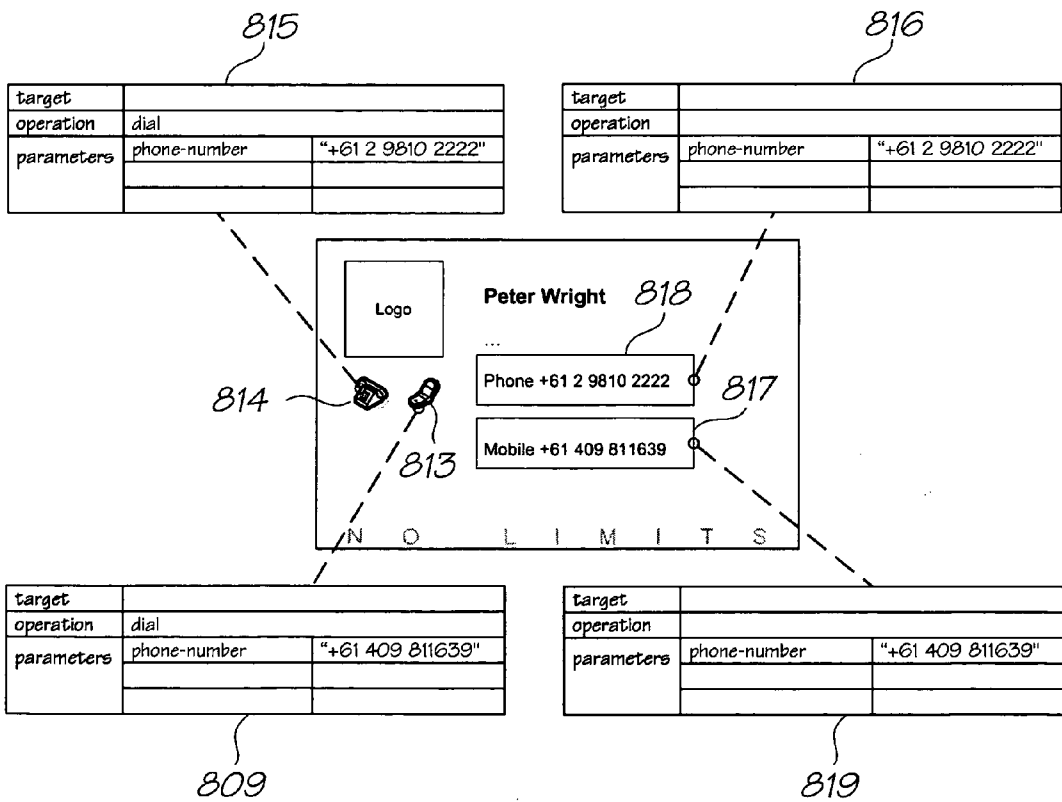 815
816
target
operation dial
parameters phone-number "+61 2 9810 2222"
target
operation
parameters phone-number "+61 2 9810 2222"
Logo
Peter Wright
818
...
Phone +61 2 9810 2222
814
813
817
Mobile +61 409 811639
N O L I M I T S
target
operation dial
parameters phone-number "+61 409 811639"
target
operation
parameters phone-number "+61 409 811639"
809
819